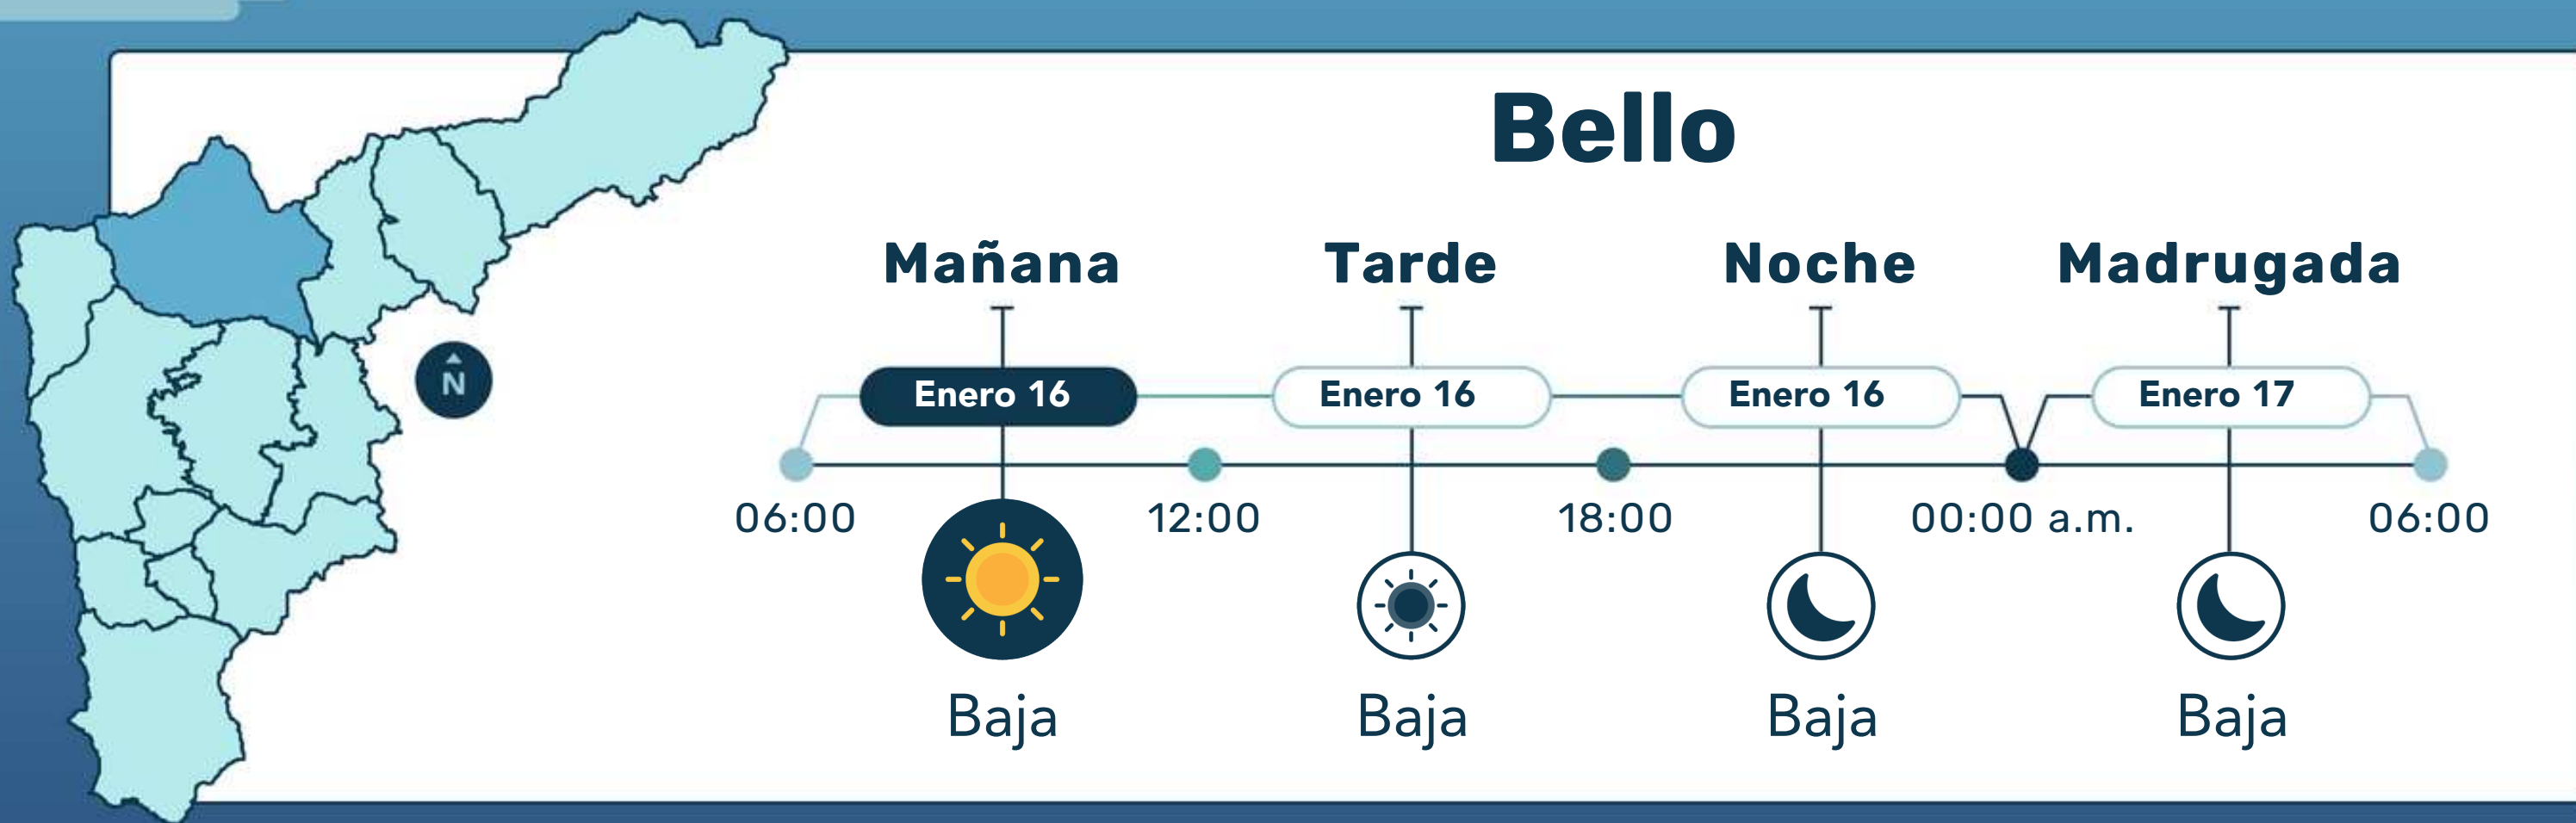 Bello
Mañana Tarde Noche Madrugada
N
Enero 16 Enero 16 Enero 16 Enero 17
06:00 12:00 18:00 00:00 a.m. 06:00
Baja Baja Baja Baja